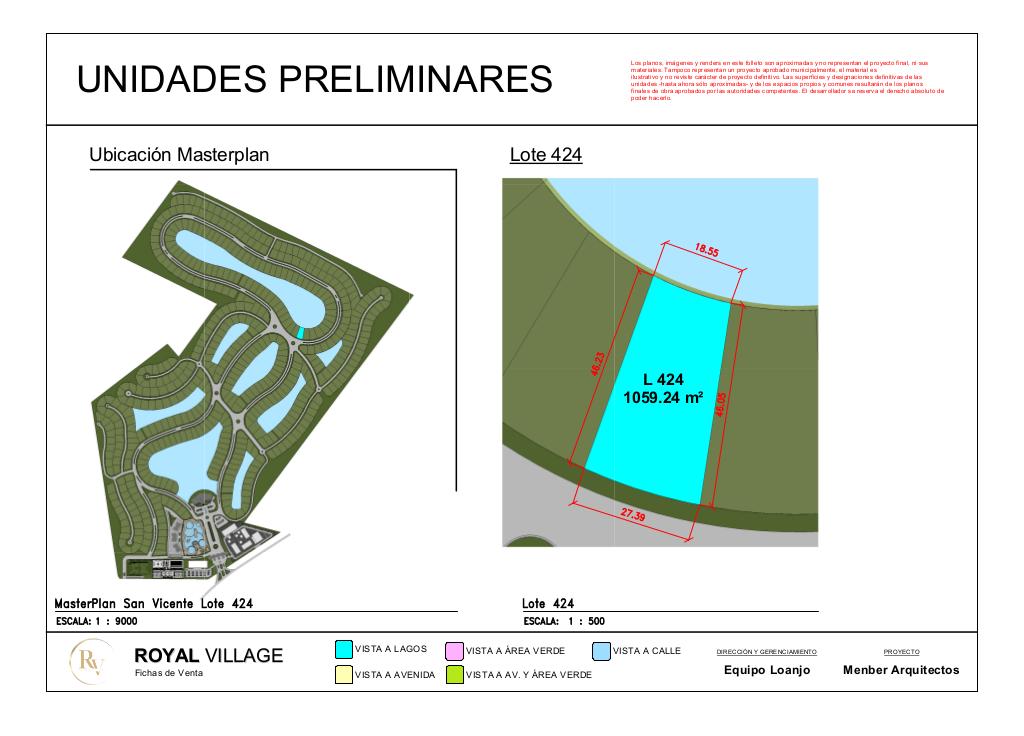 UNIDADES PRELIMINARES
Los planos, imágenes y renders en este folleto son aproximadas y no representan el proyecto final, ni sus
materiales. Tampoco representan un proyecto aprobado municipalmente, el material es
ilustrativo y no reviste carácter de proyecto definitivo. Las superficies y designaciones definitivas de las
unidades -hasta ahora sólo aproximadas- y de los espacios propios y comunes resultarán de los planos
finales de obra aprobados por las autoridades competentes. El desarrollador se reserva el derecho absoluto de
poder hacerlo.
Ubicación Masterplan
Lote 424
18.55
46.23
L 424
1059.24 m²
46.05
27.39
MasterPlan San Vicente Lote 424
ESCALA: 1 : 9000
Lote 424
ESCALA: 1 : 500
RV
ROYAL VILLAGE
Fichas de Venta
VISTA A LAGOS
VISTA A ÁREA VERDE
VISTA A CALLE
VISTA A AVENIDA
VISTA A AV. Y ÁREA VERDE
DIRECCIÓN Y GERENCIAMIENTO
Equipo Loanjo
PROYECTO
Menber Arquitectos